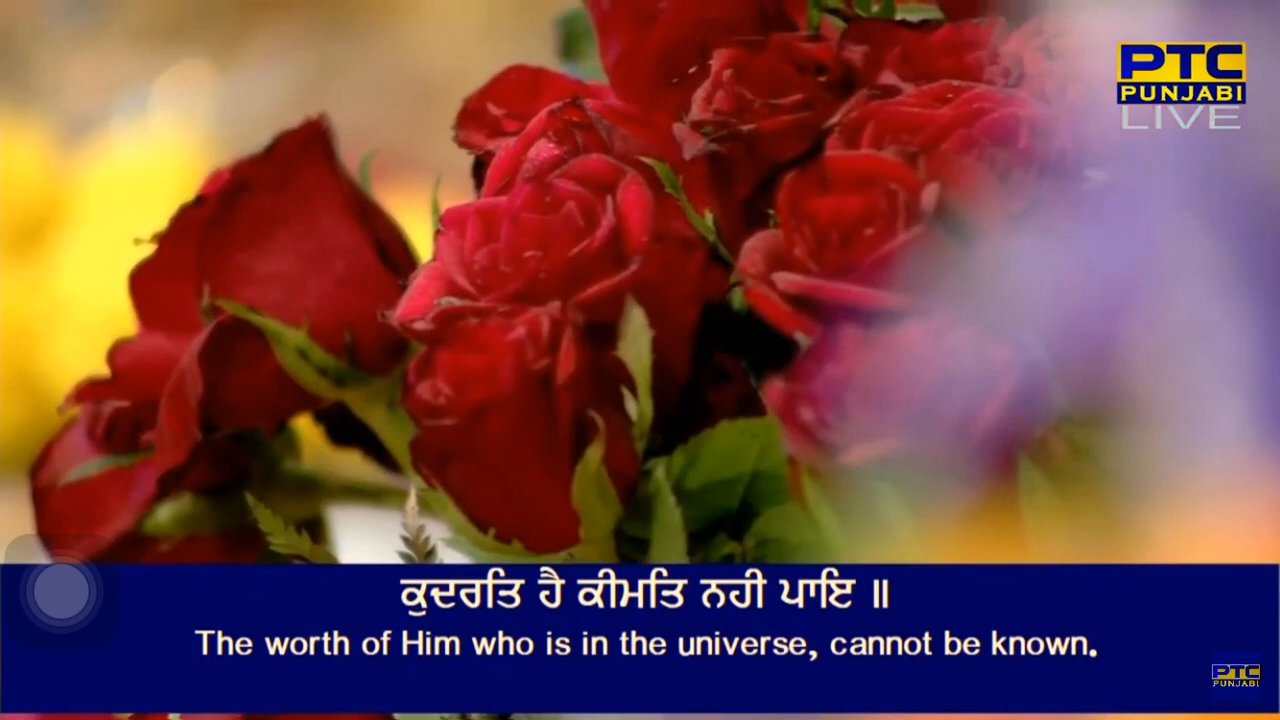 PTC
PUNJABI
LIVE
ਕੁਦਰਤਿ ਹੈ ਕੀਮਤਿ ਨਹੀ ਪਾਇ ॥
The worth of Him who is in the universe, cannot be known.
PTC
PUNJABI